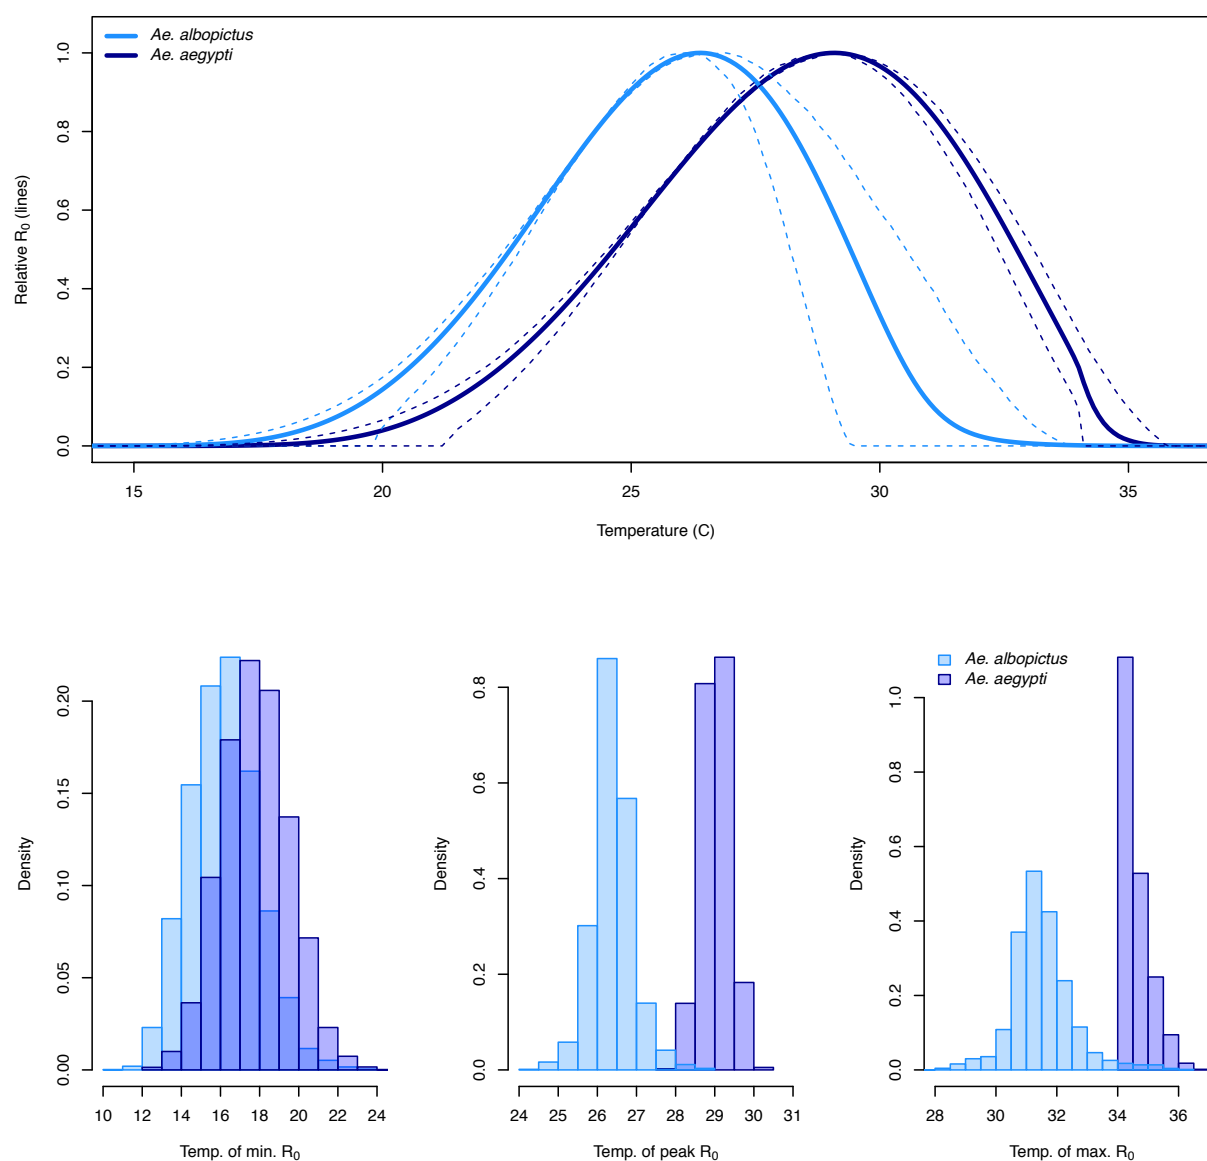 Ae. albopictus
Ae. aegypti
Relative R0 (lines)
0.0 0.2 0.4 0.6 0.8 1.0
15 20 25 30 35
Temperature (C)
Density
0.00 0.05 0.10 0.15 0.20
10 12 14 16 18 20 22 24
Temp. of min. R0
Density
0.0 0.2 0.4 0.6 0.8
24 25 26 27 28 29 30 31
Temp. of peak R0
Ae. albopictus
Ae. aegypti
Density
0.0 0.2 0.4 0.6 0.8 1.0
28 30 32 34 36
Temp. of max. R0